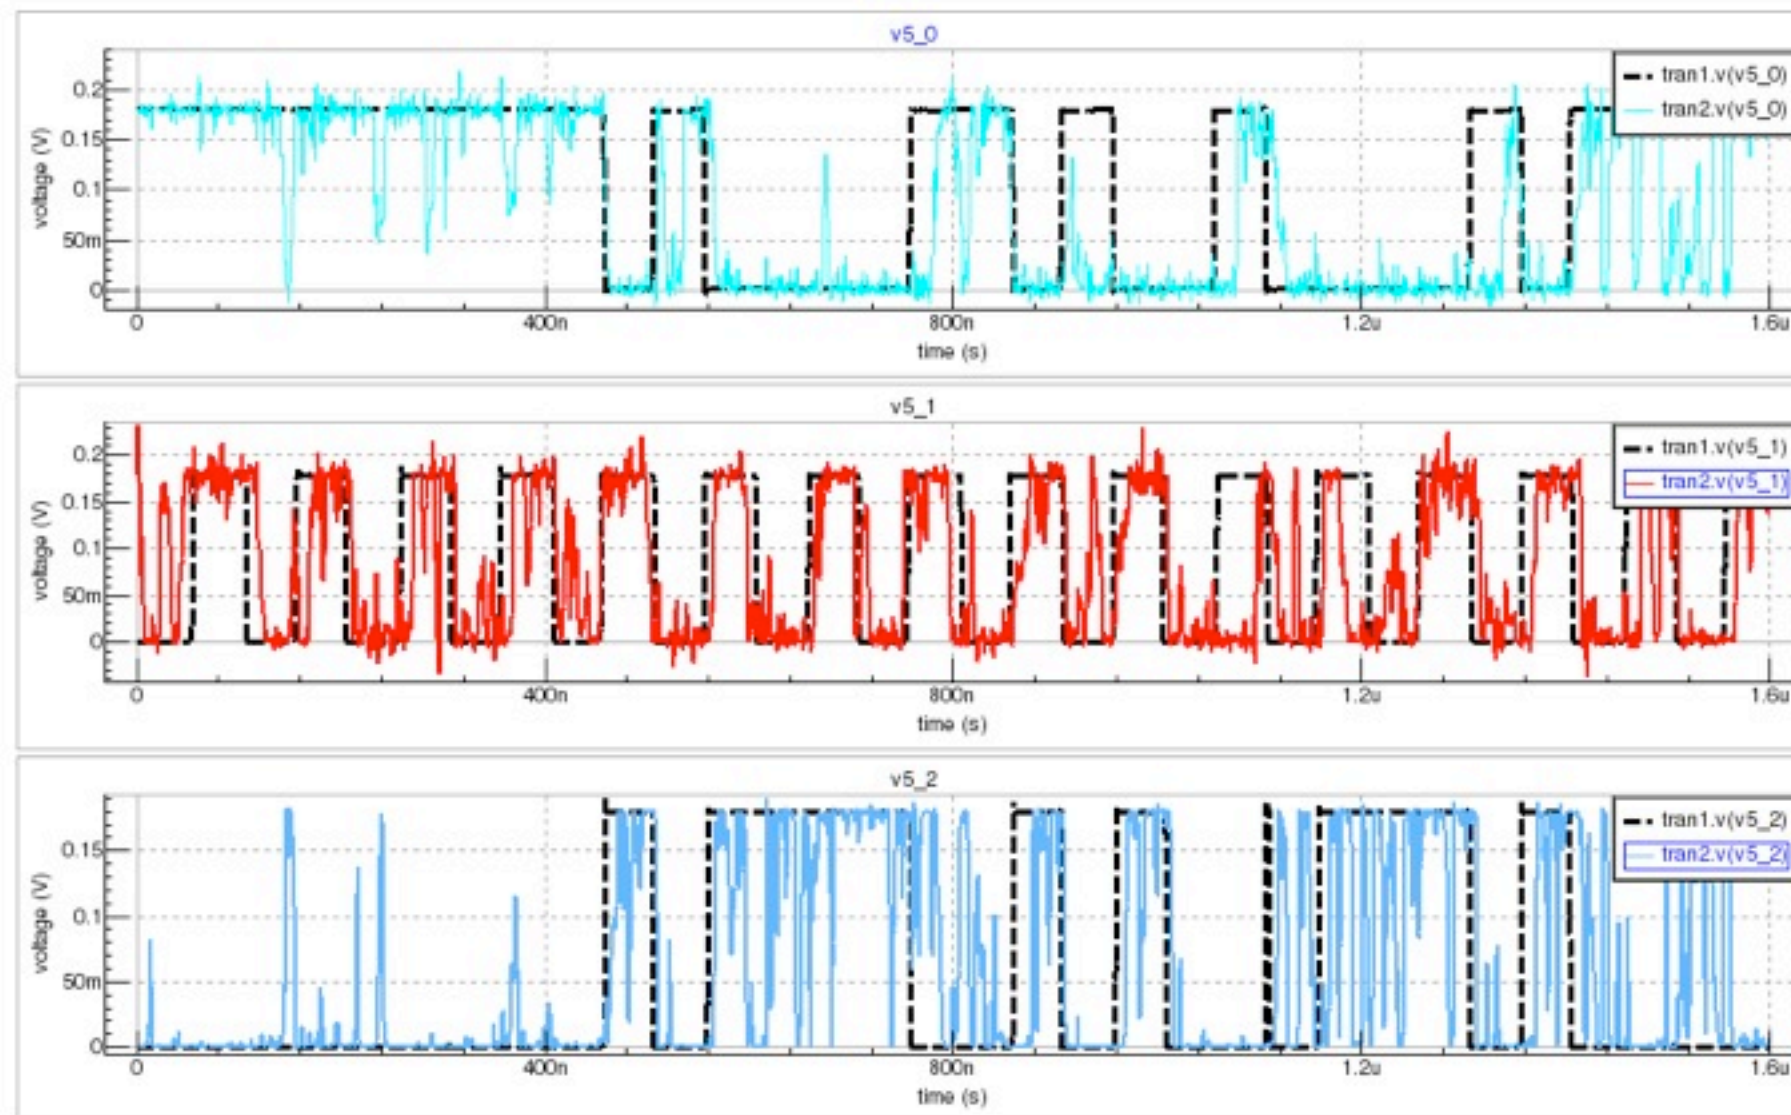 v5_0
tran1.v(v5_0)
tran2.v(v5_0)
voltage (V)
0.2
0.15
0.1
50m
0
0 400n 800n 1.2u 1.6u
time (s)
v5_1
tran1.v(v5_1)
tran2.v(v5_1)
voltage (V)
0.2
0.15
0.1
50m
0
0 400n 800n 1.2u 1.6u
time (s)
v5_2
tran1.v(v5_2)
tran2.v(v5_2)
voltage (V)
0.15
0.1
50m
0
0 400n 800n 1.2u 1.6u
time (s)